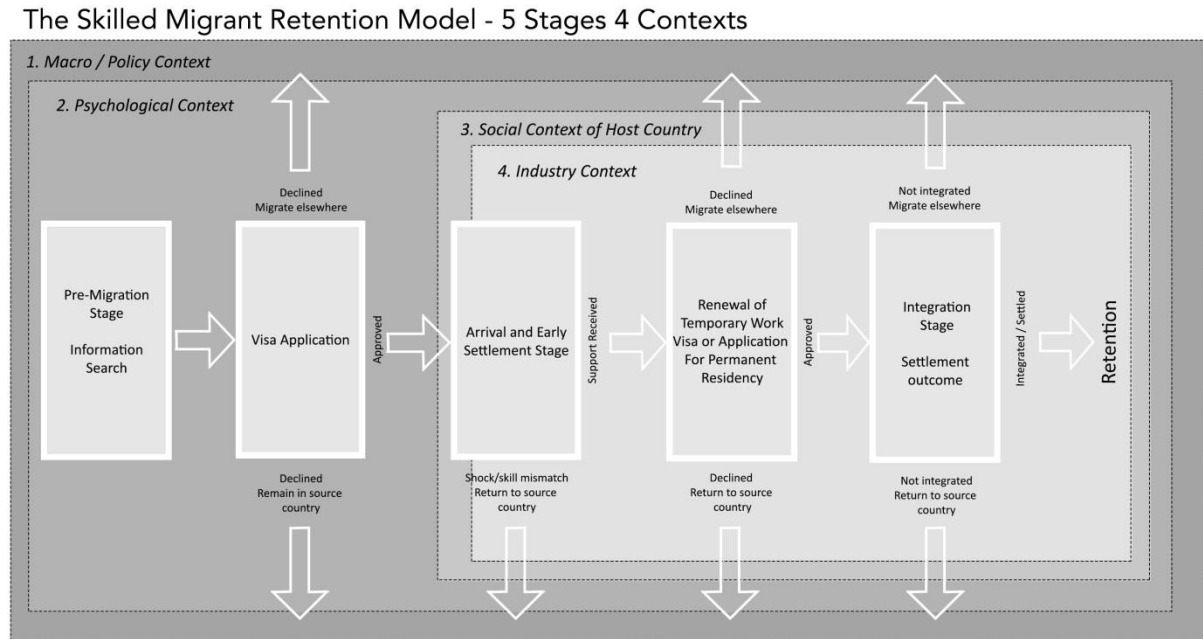 The Skilled Migrant Retention Model - 5 Stages 4 Contexts
1. Macro / Policy Context
2. Psychological Context
3. Social Context of Host Country
4. Industry Context
Pre-Migration
Stage
Information
Search
Declined
Migrate elsewhere
Visa Application
Declined
Remain in source
country
Approved
Arrival and Early
Settlement Stage
Shock/skill mismatch
Return to source
country
Support Received
Declined
Migrate elsewhere
Renewal of
Temporary Work
Visa or Application
For Permanent
Residency
Declined
Return to source
country
Approved
Not integrated
Migrate elsewhere
Integration
Stage
Settlement
outcome
Not integrated
Return to source
country
Integrated / Settled
Retention